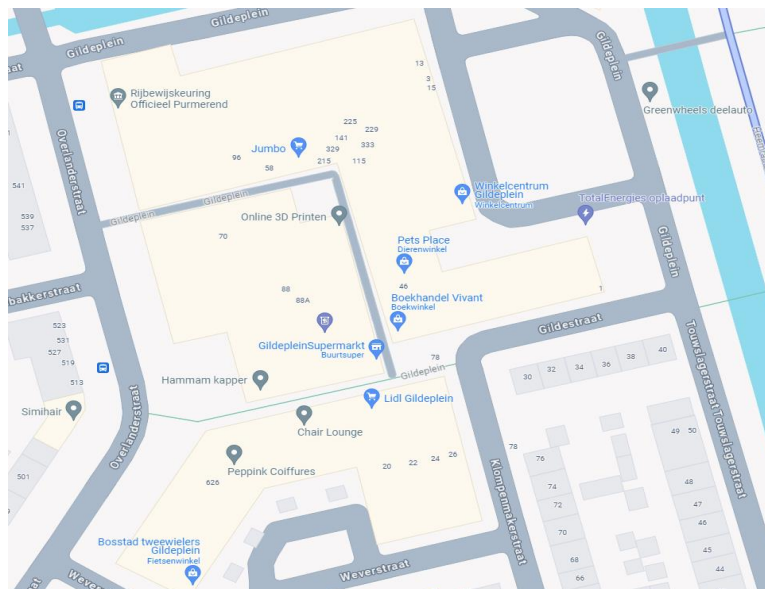 Gildeplein
Gildeplein
Gildeplein
aat
Rijbewijskeuring
Officieel Purmerend
Overlanderstraat
13
3
15
Greenwheels deelauto
225
229
141
Jumbo
329
333
96
215
115
58
541
539
537
Winkelcentrum
Gildeplein
Winkelcentrum
TotalEnergies oplaadpunt
Gildeplein
Gildeplein
Online 3D Printen
70
Pets Place
Dierenwinkel
Gildeplein
46
88
88A
1
bakkerstraat
Boekhandel Vivant
Boekwinkel
Gildestraat
523
531
527
519
513
GildepleinSupermarkt
Buurtsuper
78
Gildeplein
30
32
34
36
38
40
Touwslagerstraat
Touwslagerstraat
Hammam kapper
Simihair
Overlanderstraat
Lidl Gildeplein
Chair Lounge
Peppink Coiffures
626
20
22
24
26
78
76
74
72
70
68
66
49
50
48
47
46
45
44
501
Klompenmakerstraat
Bosstad tweewielers
Gildeplein
Fietsenwinkel
Weverstraat